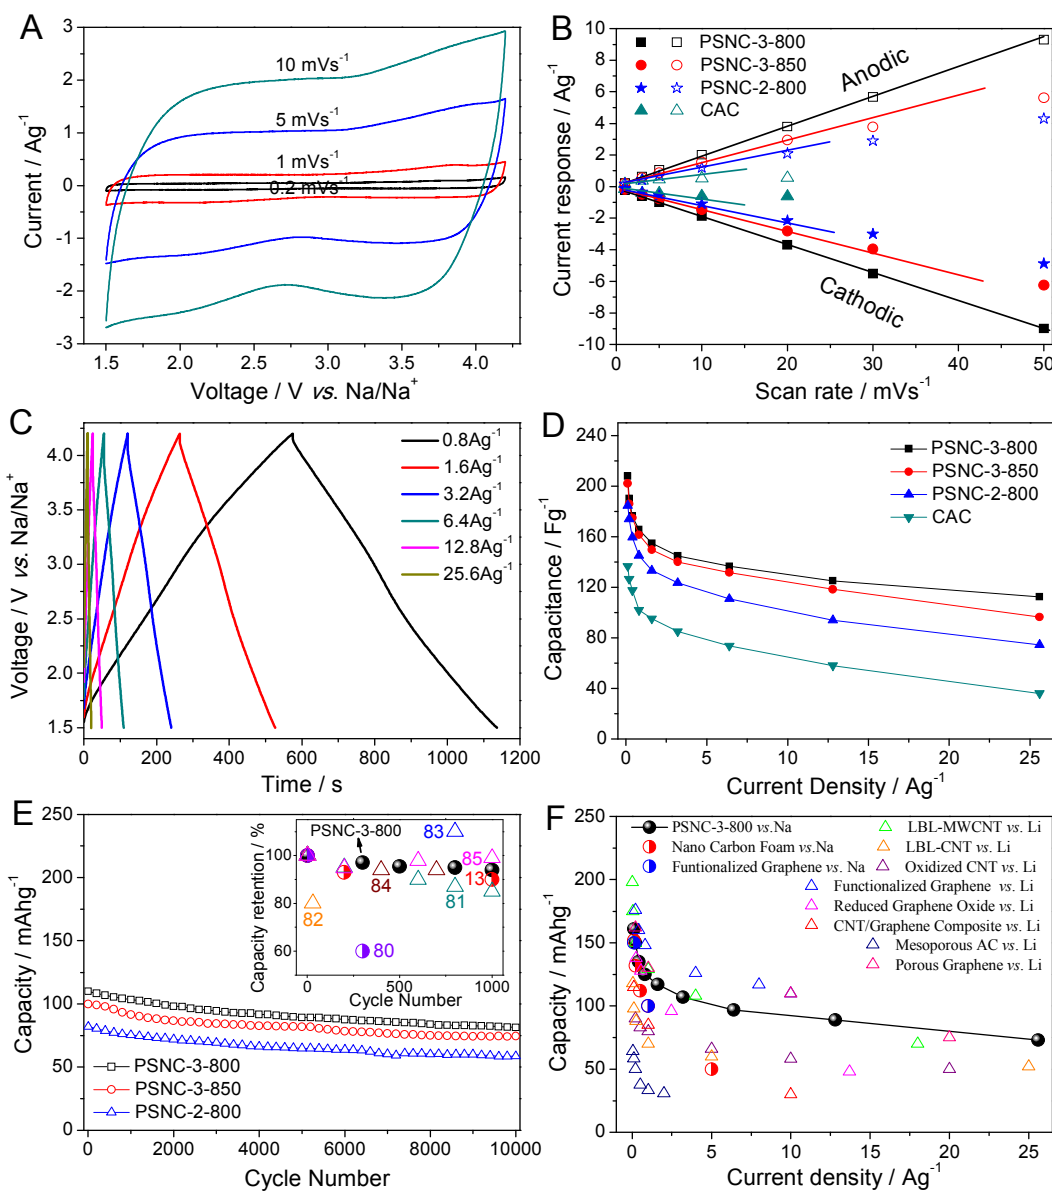 A
3
2
1
0
-1
-2
-3
Current / Ag-1
10 mVs-1
5 mVs-1
1 mVs-1
0.2 mVs-1
1.5 2.0 2.5 3.0 3.5 4.0
Voltage / V vs. Na/Na+
B
10
8
6
4
2
0
-2
-4
-6
-8
-10
Current response / Ag-1
PSNC-3-800
PSNC-3-850
PSNC-2-800
CAC
Anodic
Cathodic
0 10 20 30 40 50
Scan rate / mVs-1
C
4.0
3.5
3.0
2.5
2.0
1.5
Voltage / V vs. Na/Na+
0.8Ag-1
1.6Ag-1
3.2Ag-1
6.4Ag-1
12.8Ag-1
25.6Ag-1
0 200 400 600 800 1000 1200
Time / s
D
240
200
160
120
80
40
0
Capacitance / Fg-1
PSNC-3-800
PSNC-3-850
PSNC-2-800
CAC
0 5 10 15 20 25
Current Density / Ag-1
E
250
200
150
100
50
0
Capacity / mAhg-1
PSNC-3-800
PSNC-3-850
PSNC-2-800
0 2000 4000 6000 8000 10000
Cycle Number
Capacity retention / %
100
80
60
PSNC-3-800
83
85
84
13
81
82
80
0 500 1000
Cycle Number
F
250
200
150
100
50
0
Capacity / mAhg-1
PSNC-3-800 vs.Na
Nano Carbon Foam vs.Na
Funtionalized Graphene vs. Na
LBL-MWCNT vs. Li
LBL-CNT vs. Li
Oxidized CNT vs. Li
Functionalized Graphene vs. Li
Reduced Graphene Oxide vs. Li
CNT/Graphene Composite vs. Li
Mesoporous AC vs. Li
Porous Graphene vs. Li
0 5 10 15 20 25
Current density / Ag-1